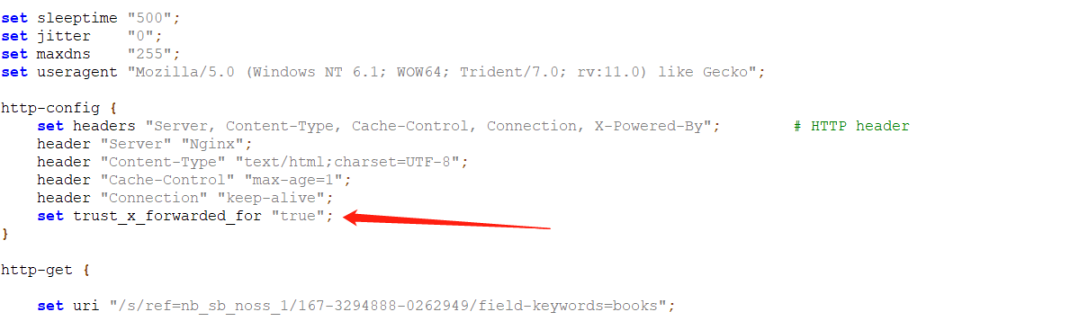 set sleeptime "500";
set jitter    "0";
set maxdns    "255";
set useragent "Mozilla/5.0 (Windows NT 6.1; WOW64; Trident/7.0; rv:11.0) like Gecko";
http-config {
    set headers "Server, Content-Type, Cache-Control, Connection, X-Powered-By";        # HTTP header
    header "Server" "Nginx";
    header "Content-Type" "text/html;charset=UTF-8";
    header "Cache-Control" "max-age=1";
    header "Connection" "keep-alive";
    set trust_x_forwarded_for "true";
}
http-get {
    set uri "/s/ref=nb_sb_noss_1/167-3294888-0262949/field-keywords=books";